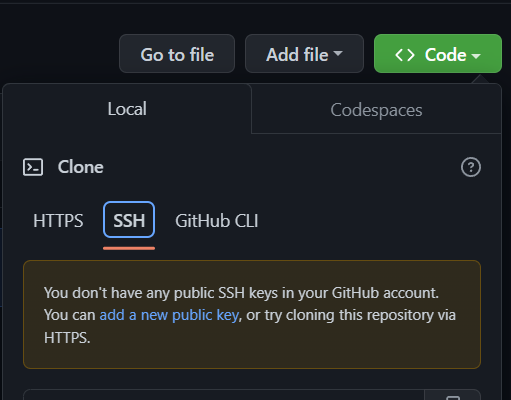 Go to file Add file <> Code
Local Codespaces
Clone
HTTPS SSH GitHub CLI
You don't have any public SSH keys in your GitHub account.
You can add a new public key, or try cloning this repository via
HTTPS.